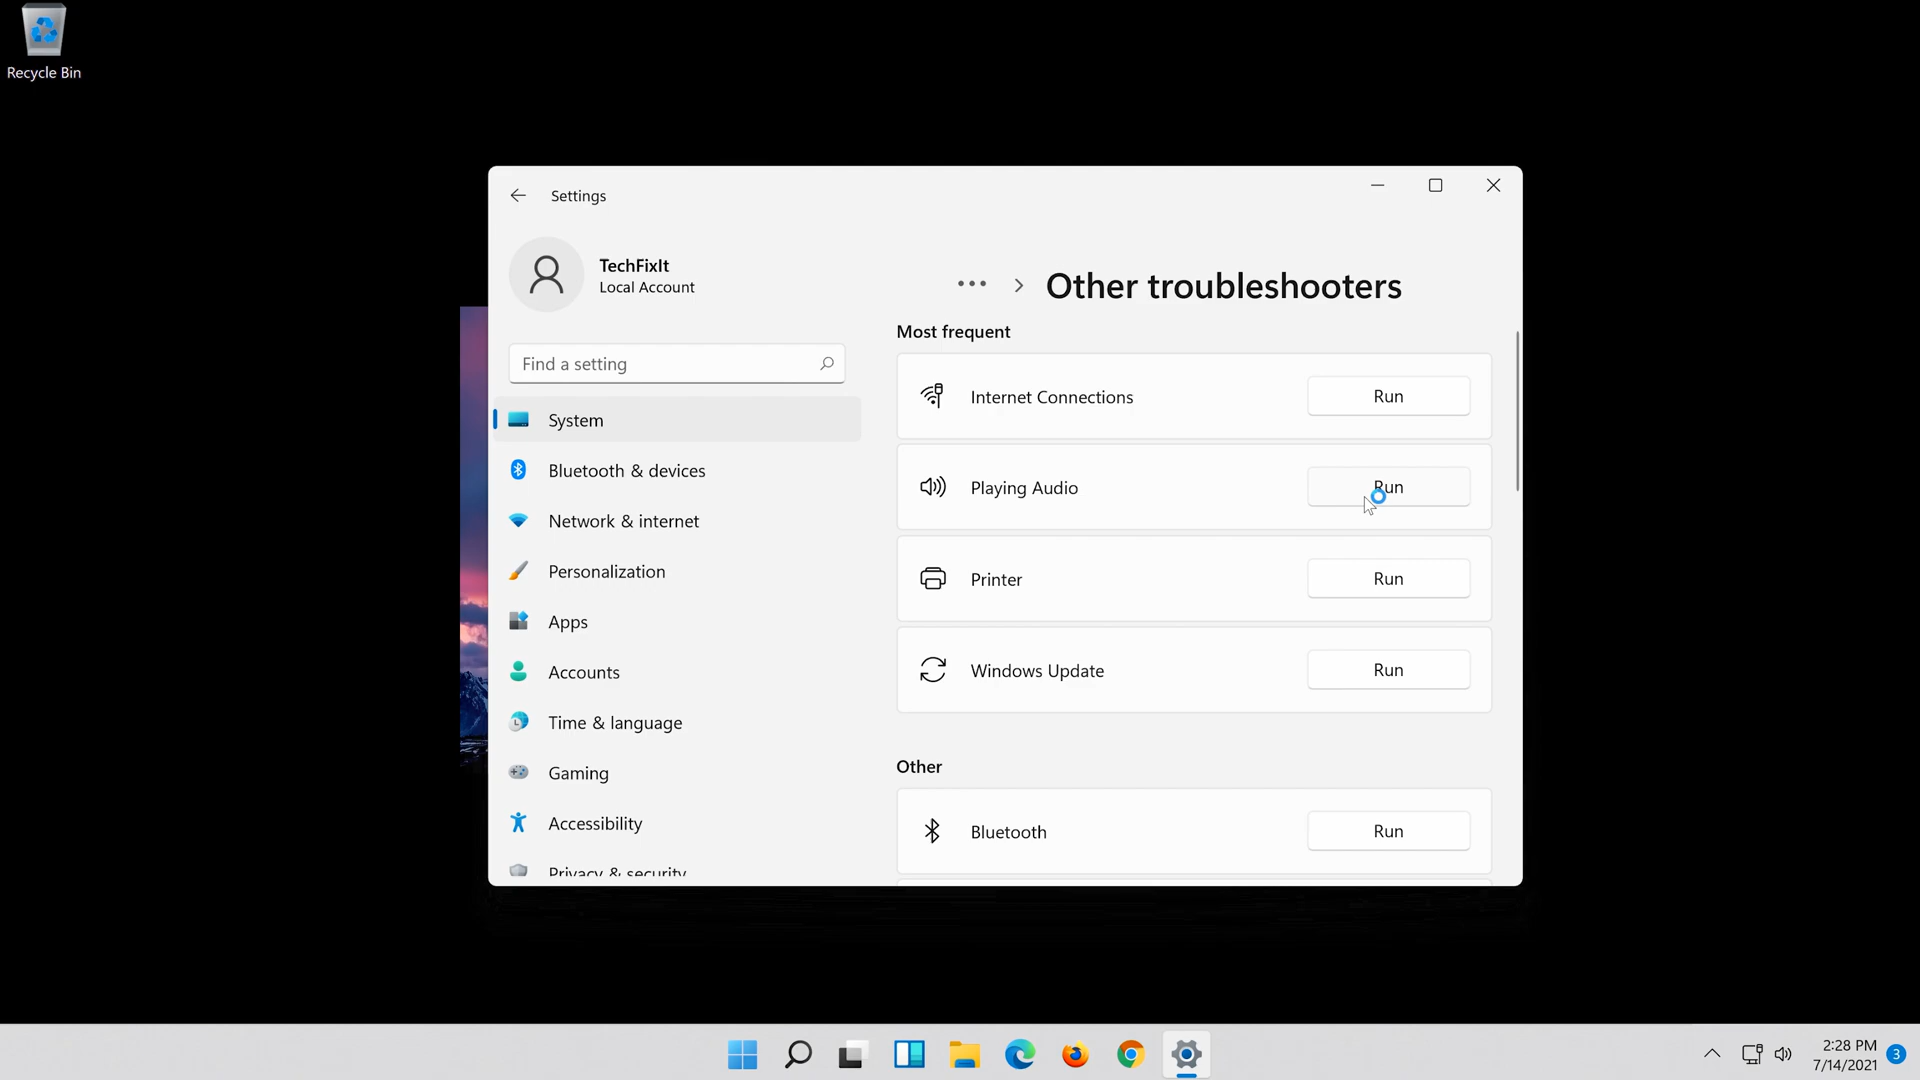 Recycle Bin
Settings
TechFixIt
Local Account
Find a setting
System
Bluetooth & devices
Network & internet
Personalization
Apps
Accounts
Time & language
Gaming
Accessibility
Privacy & security
Other troubleshooters
Most frequent
Internet Connections Run
Playing Audio Run
Printer Run
Windows Update Run
Other
Bluetooth Run
2:28 PM
7/14/2021
3